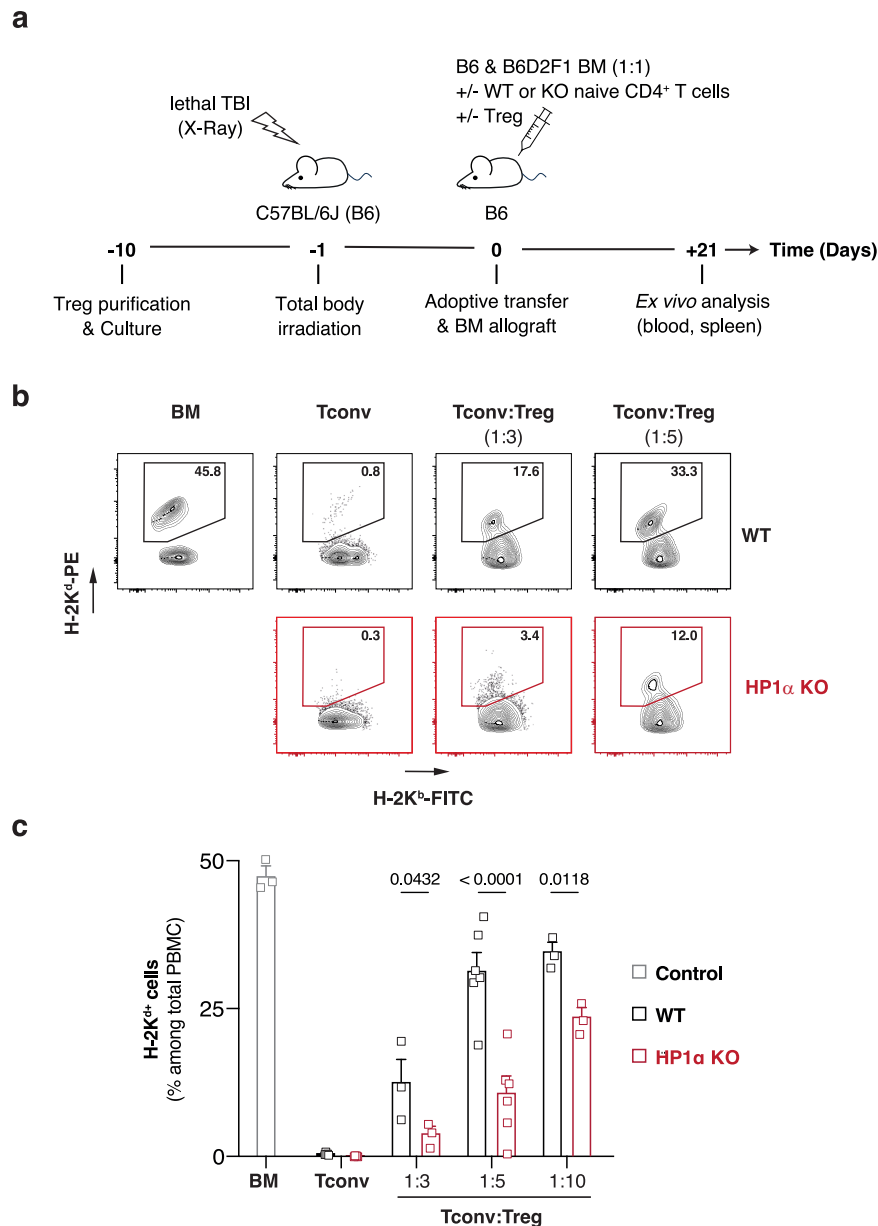 a
lethal TBI
(X-Ray)
B6 & B6D2F1 BM (1:1)
+/- WT or KO naive CD4⁺ T cells
+/- Treg
C57BL/6J (B6)
B6
-10
-1
0
+21
Time (Days)
Treg purification
& Culture
Total body
irradiation
Adoptive transfer
& BM allograft
Ex vivo analysis
(blood, spleen)
b
BM
Tconv
Tconv:Treg
(1:3)
Tconv:Treg
(1:5)
45.8
0.8
17.6
33.3
WT
0.3
3.4
12.0
HP1α KO
H-2Kᵈ-PE
H-2Kᵇ-FITC
c
H-2Kᵈ⁺ cells
(% among total PBMC)
50
25
0
0.0432
< 0.0001
0.0118
Control
WT
HP1α KO
BM
Tconv
1:3
1:5
1:10
Tconv:Treg